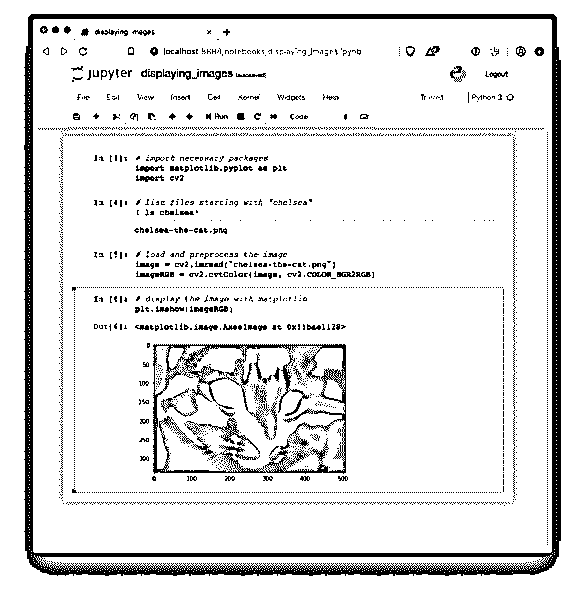 displaying_images
localhost:8888/notebooks/displaying_images.ipynb
jupyter displaying_images (autosaved) Logout
File Edit View Insert Cell Kernel Widgets Help Trusted Python 3
Run Code
In [3]: # import necessary packages
import matplotlib.pyplot as plt
import cv2
In [4]: # list files starting with "chelsea"
! ls chelsea*
chelsea-the-cat.png
In [5]: # load and preprocess the image
image = cv2.imread("chelsea-the-cat.png")
imageRGB = cv2.cvtColor(image, cv2.COLOR_BGR2RGB)
In [6]: # display the image with matplotlib
plt.imshow(imageRGB)
Out[6]: <matplotlib.image.AxesImage at
0
50
100
150
200
250
300
0 100 200 300 400 500